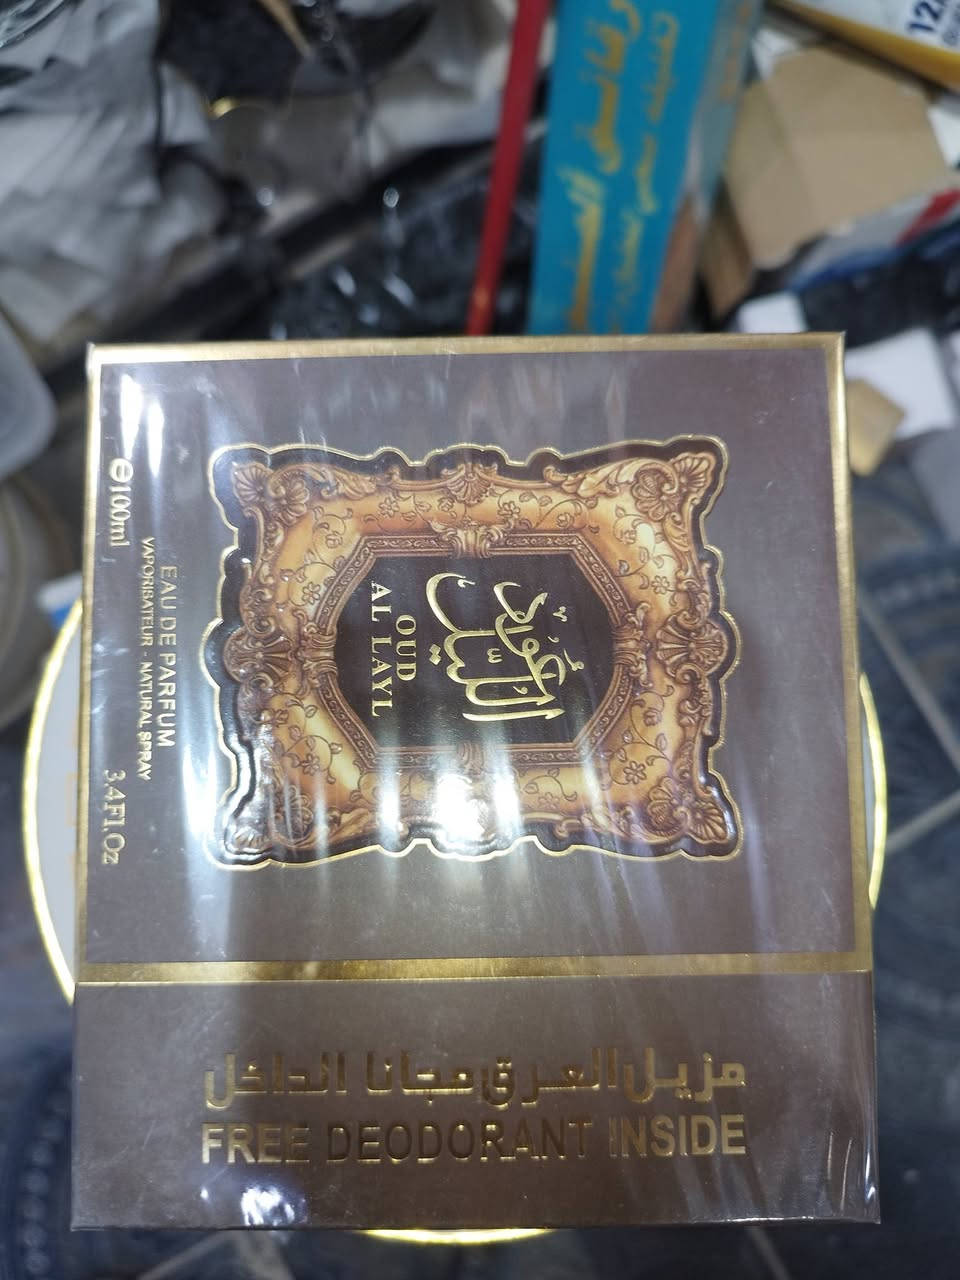 عود
الليل
OUD
AL LAYL
EAU DE PARFUM
VAPORISATEUR - NATURAL SPRAY
e100ml
3.4Fl.Oz
مزيل العرق مجانا الداخل
FREE DEODORANT INSIDE